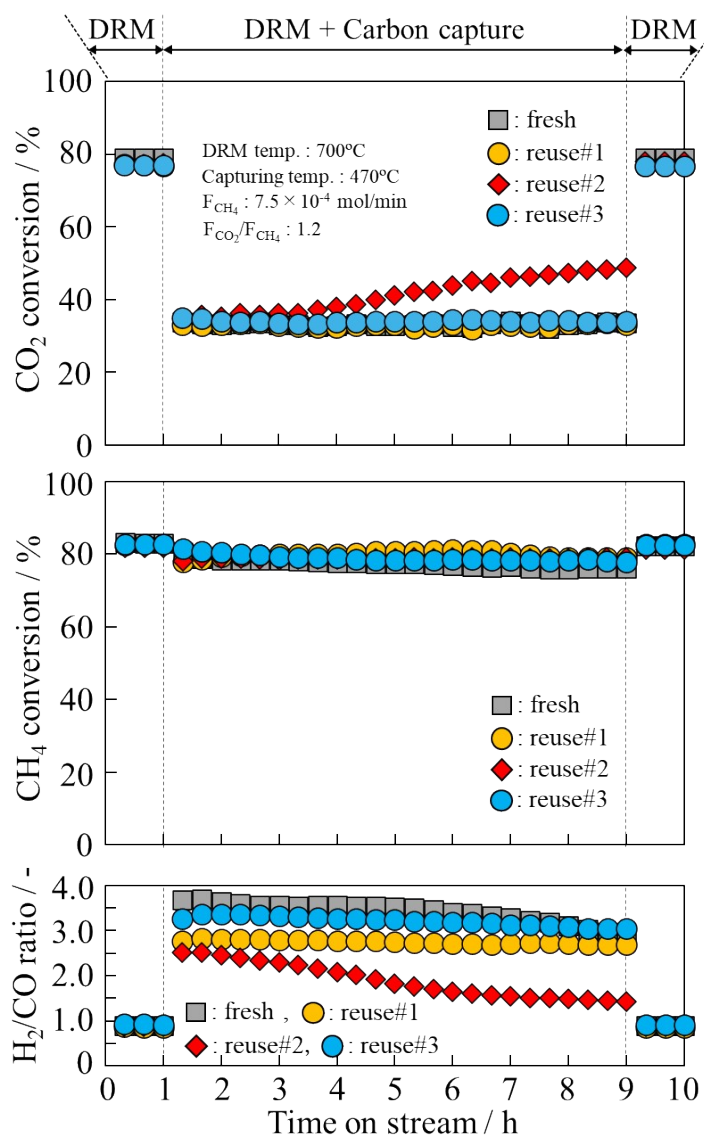 DRM DRM + Carbon capture DRM
100
80
60
40
20
0
CO2 conversion / %
DRM temp. : 700ºC
Capturing temp. : 470ºC
FCH4 : 7.5 × 10-4 mol/min
FCO2/FCH4 : 1.2
: fresh
: reuse#1
: reuse#2
: reuse#3
100
80
60
40
20
0
CH4 conversion / %
: fresh
: reuse#1
: reuse#2
: reuse#3
4.0
3.0
2.0
1.0
0
H2/CO ratio / -
: fresh , : reuse#1
: reuse#2, : reuse#3
0 1 2 3 4 5 6 7 8 9 10
Time on stream / h